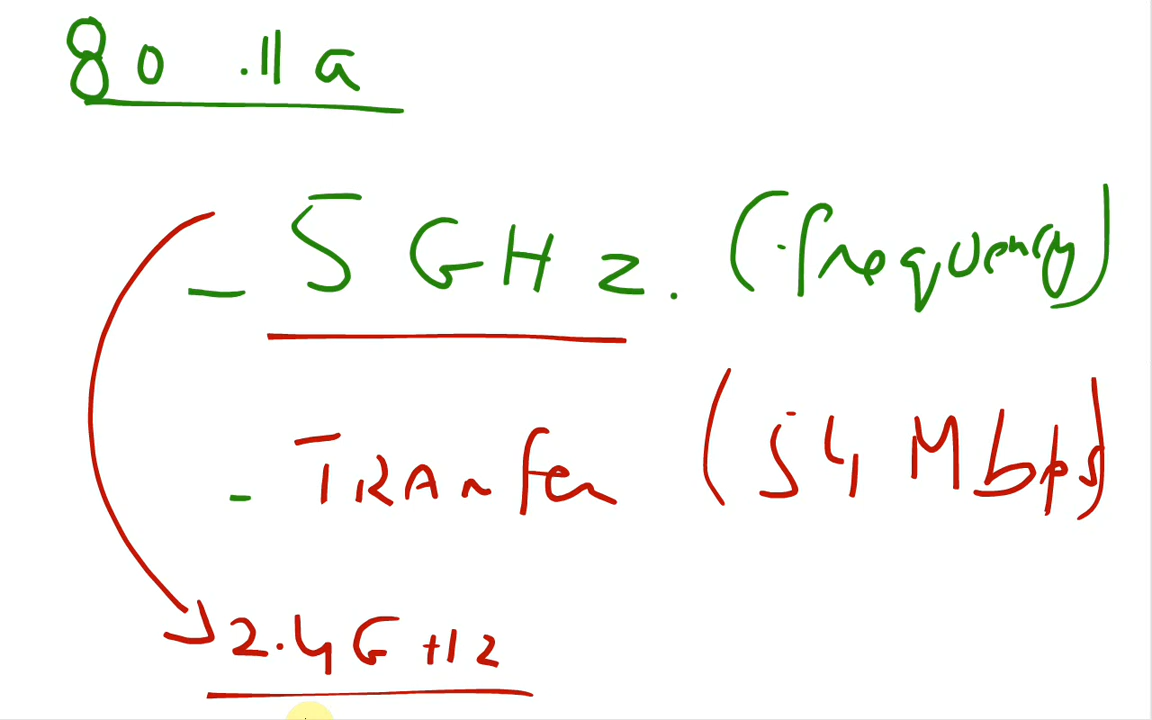 80 .11a
- 5 GHz. (frequency)
- TRAnfer (54 Mbps)
2.4GHz